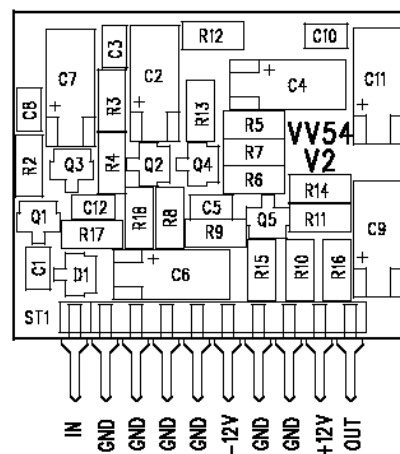 R12
C10
C3
C7
C2
C4
C11
C8
R3
R13
R5
VV54
V2
R7
R2
Q3
R4
Q2
Q4
R6
R14
Q1
C12
R18
R8
C5
Q5
R11
C9
R17
R9
C1
D1
C6
R15
R10
R16
ST1
IN
GND
GND
GND
GND
-12V
GND
GND
+12V
OUT